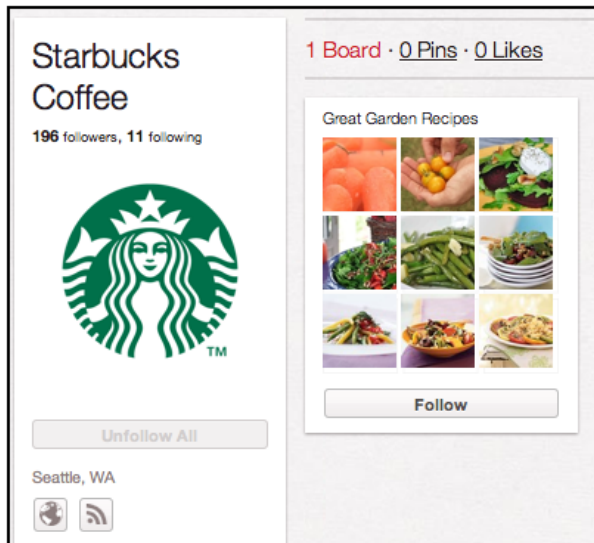 Starbucks
Coffee
196 followers, 11 following
TM
Unfollow All
Seattle, WA
1 Board · 0 Pins · 0 Likes
Great Garden Recipes
Follow